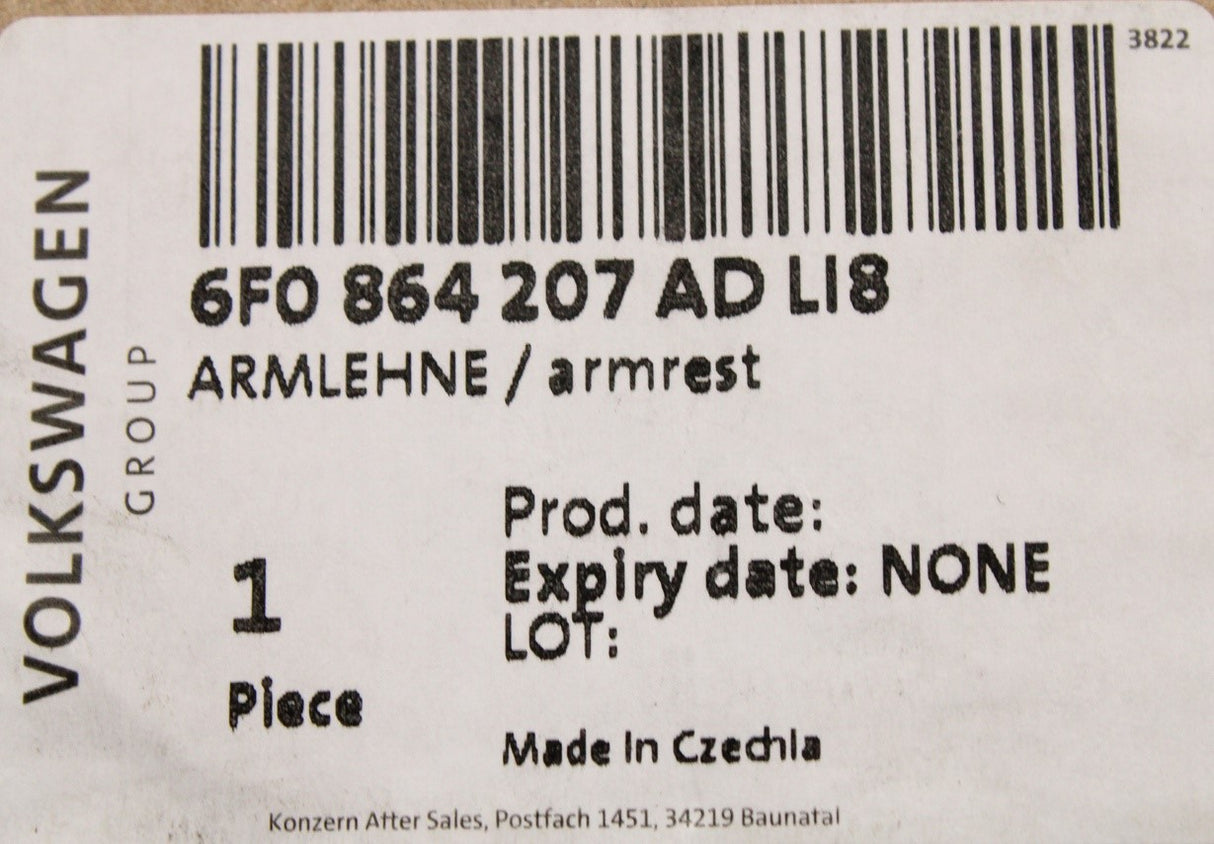 3822
6F0 864 207 AD LI8
ARMLEHNE / armrest
VOLKSWAGEN
GROUP
Prod. date:
Expiry date: NONE
LOT:
1
Piece
Made In Czechia
Konzern After Sales, Postfach 1451, 34219 Baunatal